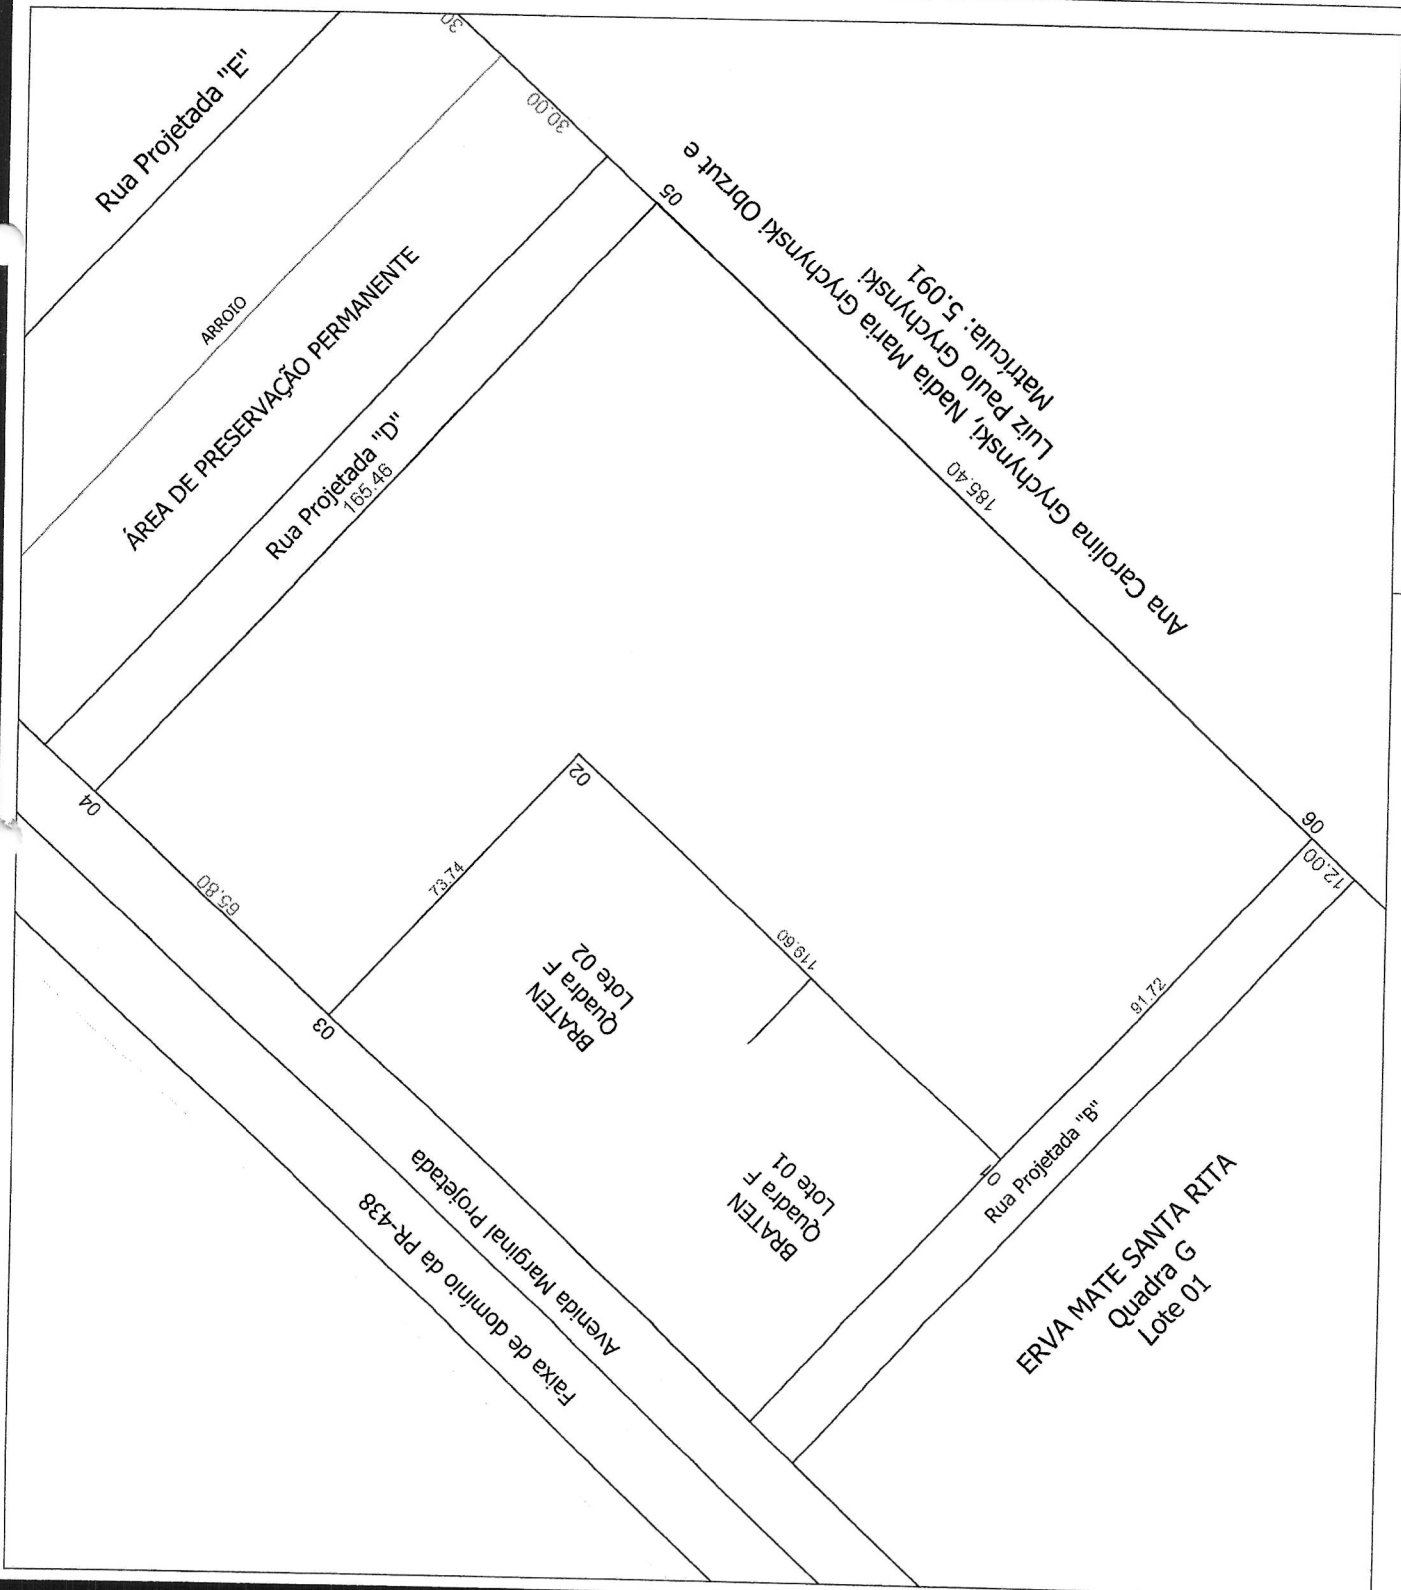 30
Rua Projetada "E"
30.00
ARROIO
ÁREA DE PRESERVAÇÃO PERMANENTE
05
Rua Projetada "D"
165.46
Ana Carolina Grychynski, Nadia Maria Grychynski Obrzut e
Luiz Paulo Grychynski
Matrícula: 5.091
185.40
04
02
65.80
73.74
06
12.00
119.60
BRATEN
Quadra F
Lote 02
03
91.72
BRATEN
Quadra F
Lote 01
01
Rua Projetada "B"
Avenida Marginal Projetada
Faixa de domínio da PR-438
ERVA MATE SANTA RITA
Quadra G
Lote 01